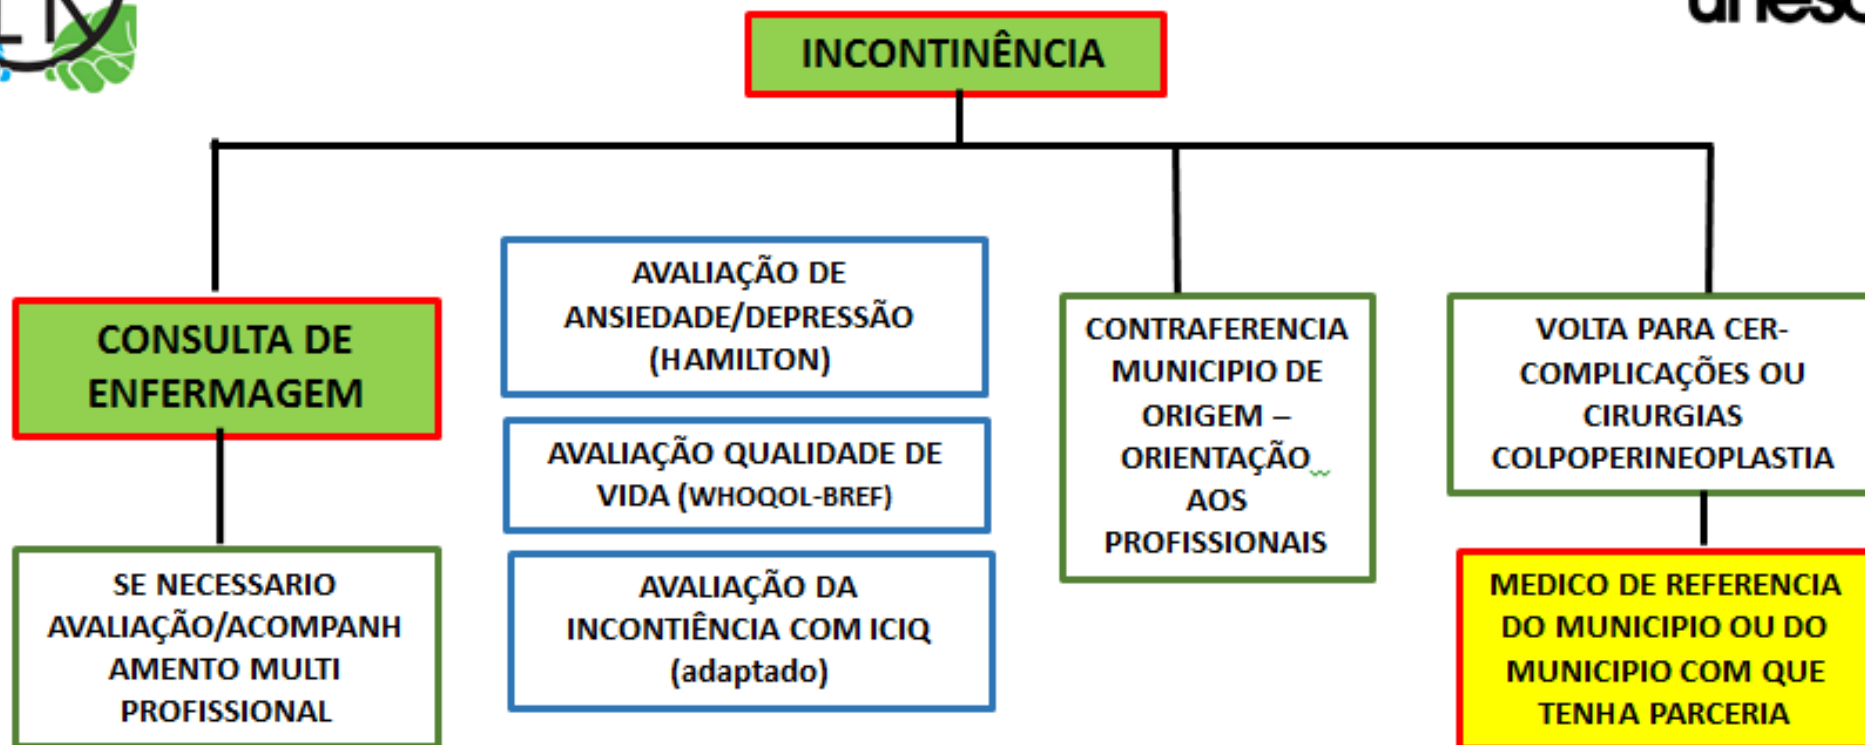 INCONTINÊNCIA
CONSULTA DE
ENFERMAGEM
SE NECESSARIO
AVALIAÇÃO/ACOMPANH
AMENTO MULTI
PROFISSIONAL
AVALIAÇÃO DE
ANSIEDADE/DEPRESSÃO
(HAMILTON)
AVALIAÇÃO QUALIDADE DE
VIDA (WHOQOL-BREF)
AVALIAÇÃO DA
INCONTIÊNCIA COM ICIQ
(adaptado)
CONTRAFERENCIA
MUNICIPIO DE
ORIGEM –
ORIENTAÇÃO
AOS
PROFISSIONAIS
VOLTA PARA CER-
COMPLICAÇÕES OU
CIRURGIAS
COLPOPERINEOPLASTIA
MEDICO DE REFERENCIA
DO MUNICIPIO OU DO
MUNICIPIO COM QUE
TENHA PARCERIA